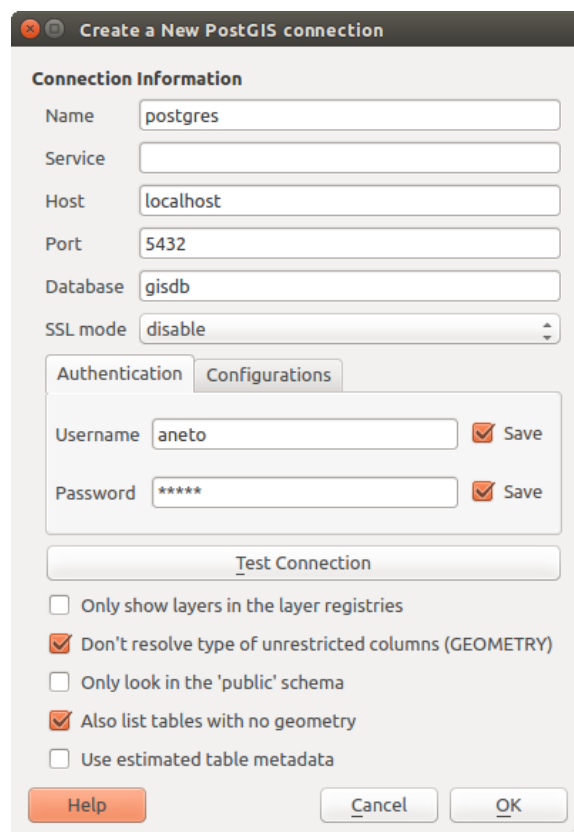 Create a New PostGIS connection
Connection Information
Name postgres
Service
Host localhost
Port 5432
Database gisdb
SSL mode disable
Authentication Configurations
Username aneto Save
Password ***** Save
Test Connection
Only show layers in the layer registries
Don't resolve type of unrestricted columns (GEOMETRY)
Only look in the 'public' schema
Also list tables with no geometry
Use estimated table metadata
Help Cancel OK